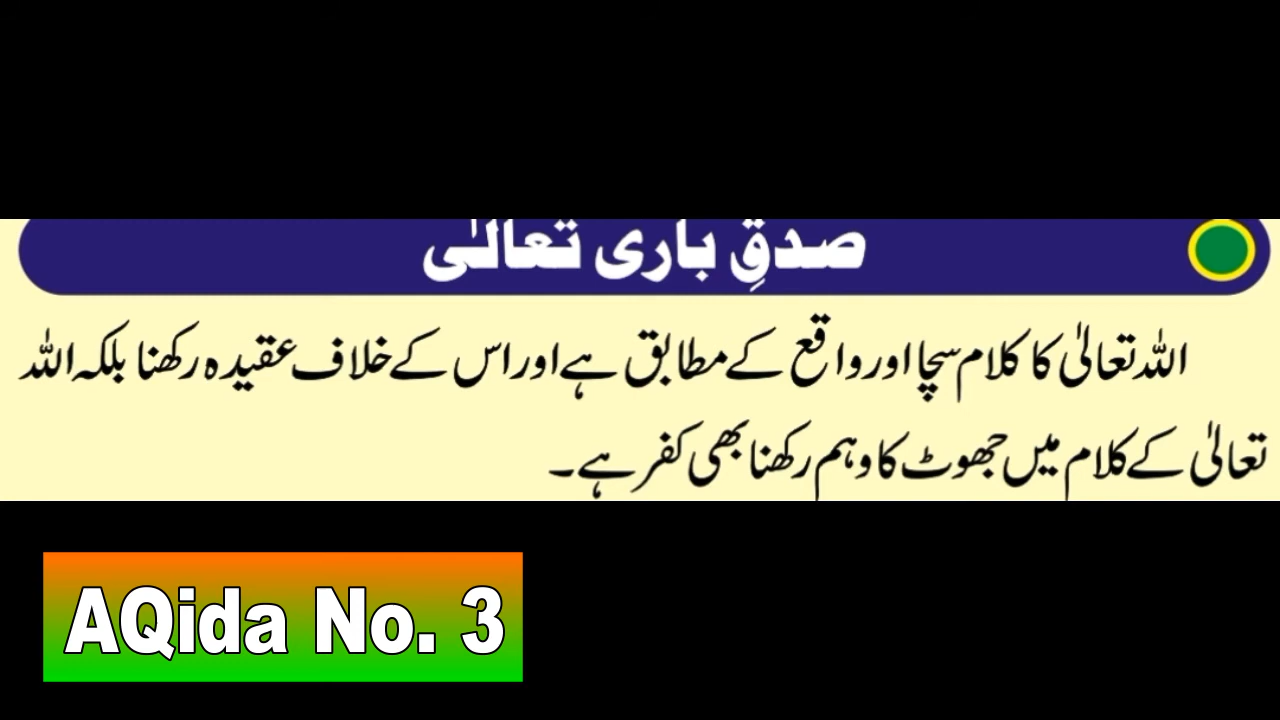 صدقِ باری تعالیٰ
اللہ تعالیٰ کا کلام سچا اور واقع کے مطابق ہے اور اس کے خلاف عقیدہ رکھنا بلکہ اللہ
تعالیٰ کے کلام میں جھوٹ کا وہم رکھنا بھی کفر ہے۔
AQida No. 3